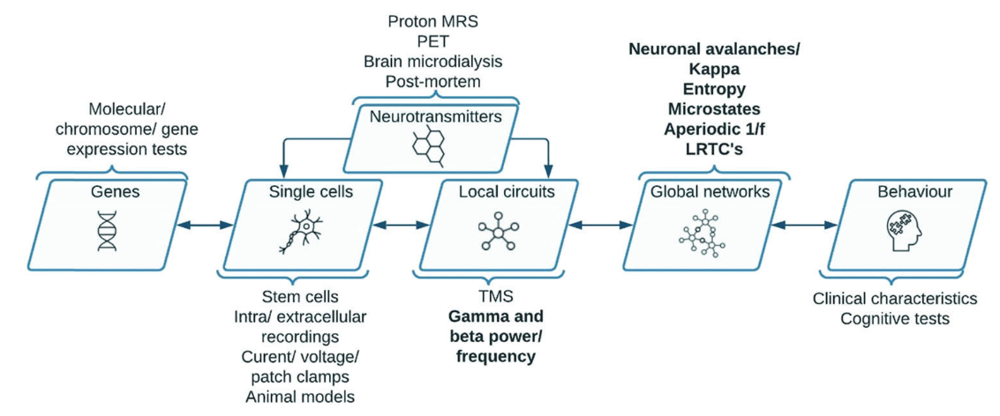 Proton MRS
PET
Brain microdialysis
Post-mortem
Neurotransmitters
Neuronal avalanches/
Kappa
Entropy
Microstates
Aperiodic 1/f
LRTC's
Molecular/
chromosome/ gene
expression tests
Genes
Single cells
Local circuits
Global networks
Behaviour
Stem cells
Intra/ extracellular
recordings
Curent/ voltage/
patch clamps
Animal models
TMS
Gamma and
beta power/
frequency
Clinical characteristics
Cognitive tests